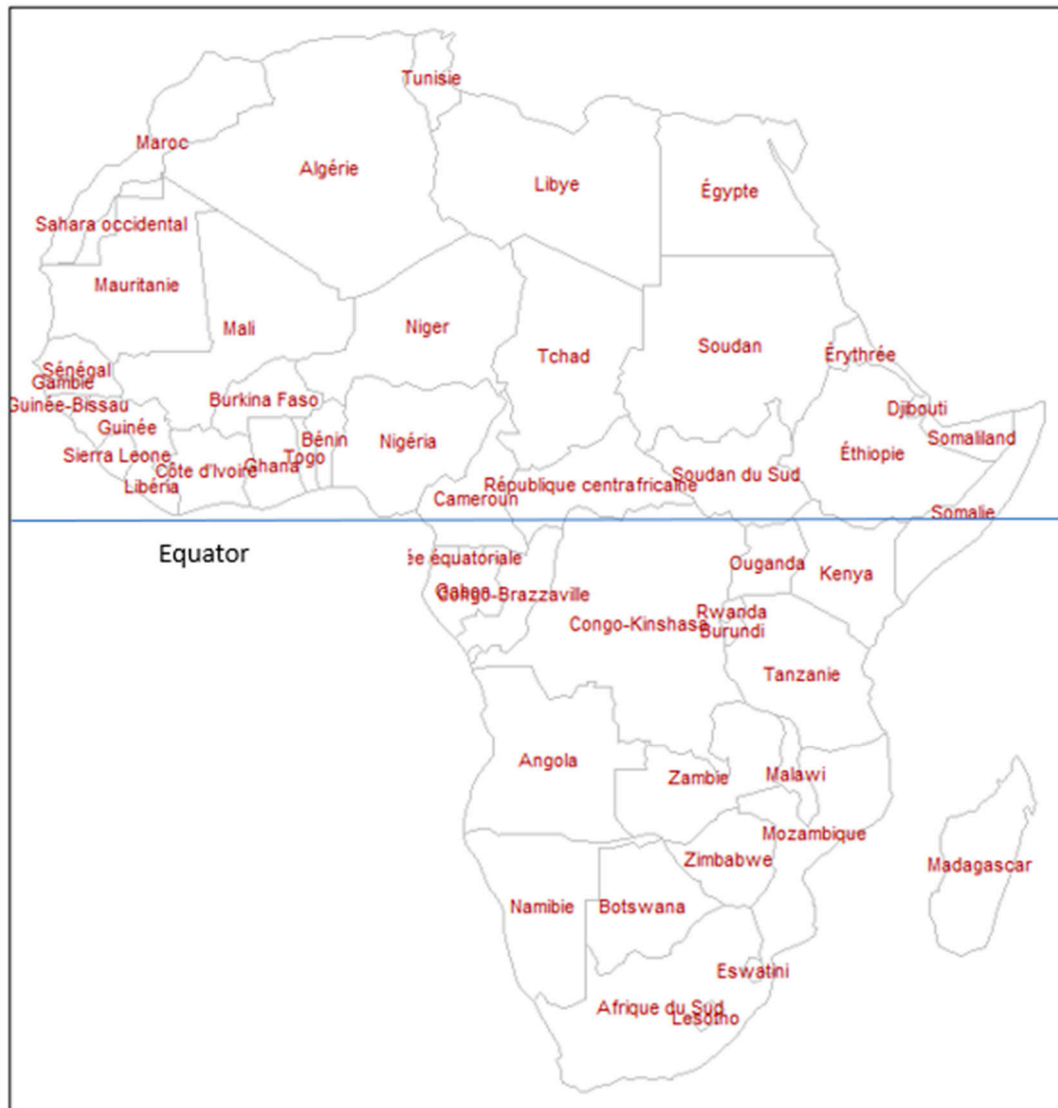 Tunisie
Maroc
Algérie
Libye
Égypte
Sahara occidental
Mauritanie
Mali
Niger
Tchad
Soudan
Érythrée
Sénégal
Gambie
Guinée-Bissau
Burkina Faso
Djibouti
Guinée
Bénin
Nigéria
Somaliland
Sierra Leone
Togo
Éthiopie
Côte d'Ivoire
Ghana
Libéria
Soudan du Sud
République centrafricaine
Cameroun
Somalie
Equator
ée équatoriale
Ouganda
Kenya
Gabon
Congo-Brazzaville
Rwanda
Congo-Kinshasa
Burundi
Tanzanie
Angola
Zambie
Malawi
Mozambique
Zimbabwe
Madagascar
Namibie
Botswana
Eswatini
Afrique du Sud
Lesotho